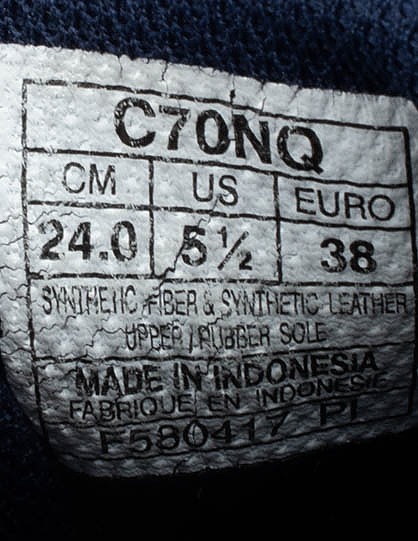 C70NQ
CM US EURO
24.0 5½ 38
SYNTHETIC FIBER & SYNTHETIC LEATHER
UPPER / RUBBER SOLE
MADE IN INDONESIA
FABRIQUE EN INDONESIE
F580417 PI